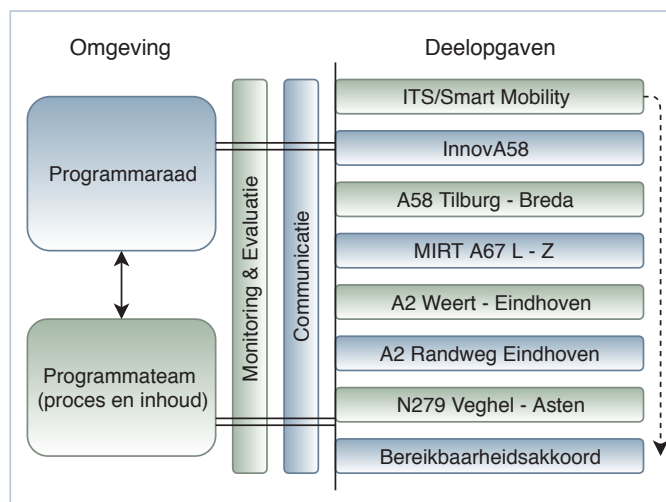 Omgeving
Deelopgaven
Programmaraad
Programmateam
(proces en inhoud)
Monitoring & Evaluatie
Communicatie
ITS/Smart Mobility
InnovA58
A58 Tilburg - Breda
MIRT A67 L - Z
A2 Weert - Eindhoven
A2 Randweg Eindhoven
N279 Veghel - Asten
Bereikbaarheidsakkoord